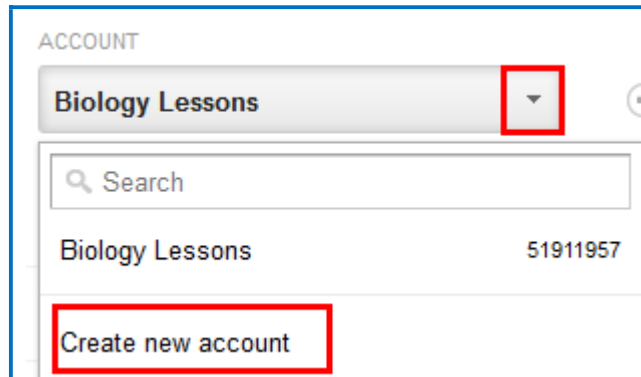 ACCOUNT
Biology Lessons
Search
Biology Lessons 51911957
Create new account